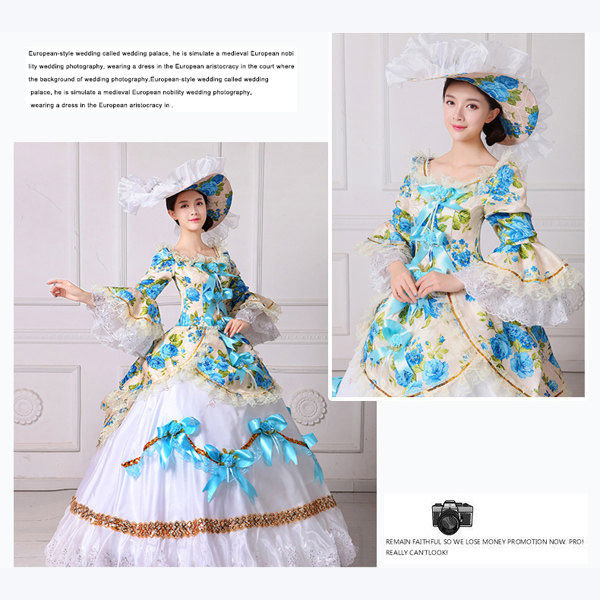 European-style wedding called wedding palace, he is simulate a medieval European nobi
lity wedding photography, wearing a dress in the European aristocracy in the court where
the background of wedding photography,European-style wedding called wedding
palace, he is simulate a medieval European nobility wedding photography,
wearing a dress in the European aristocracy in .
REMAIN FAITHFUL SO WE LOSE MONEY PROMOTION NOW. PRO!
REALLY CAN'TLOOK!